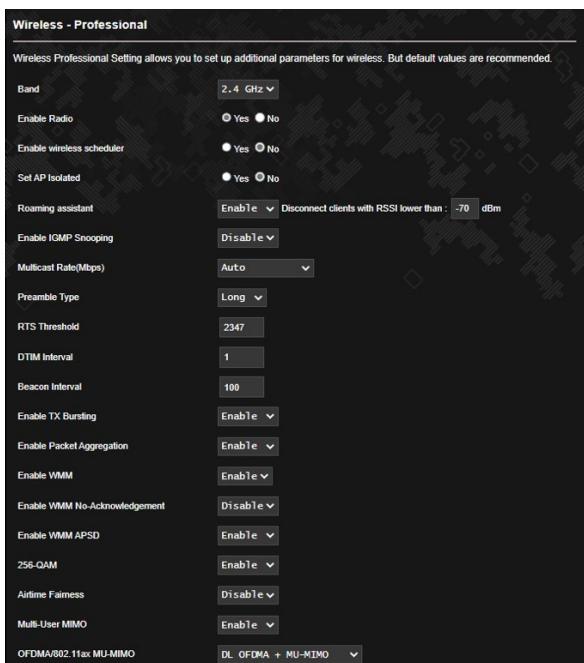 Wireless - Professional
Wireless Professional Setting allows you to set up additional parameters for wireless. But default values are recommended.
Band 2.4 GHz
Enable Radio Yes No
Enable wireless scheduler Yes No
Set AP Isolated Yes No
Roaming assistant Enable Disconnect clients with RSSI lower than : -70 dBm
Enable IGMP Snooping Disable
Multicast Rate(Mbps) Auto
Preamble Type Long
RTS Threshold 2347
DTIM Interval 1
Beacon Interval 100
Enable TX Bursting Enable
Enable Packet Aggregation Enable
Enable WMM Enable
Enable WMM No-Acknowledgement Disable
Enable WMM APSD Enable
256-QAM Enable
Airtime Fairness Disable
Multi-User MIMO Enable
OFDMA/802.11ax MU-MIMO DL OFDMA + MU-MIMO